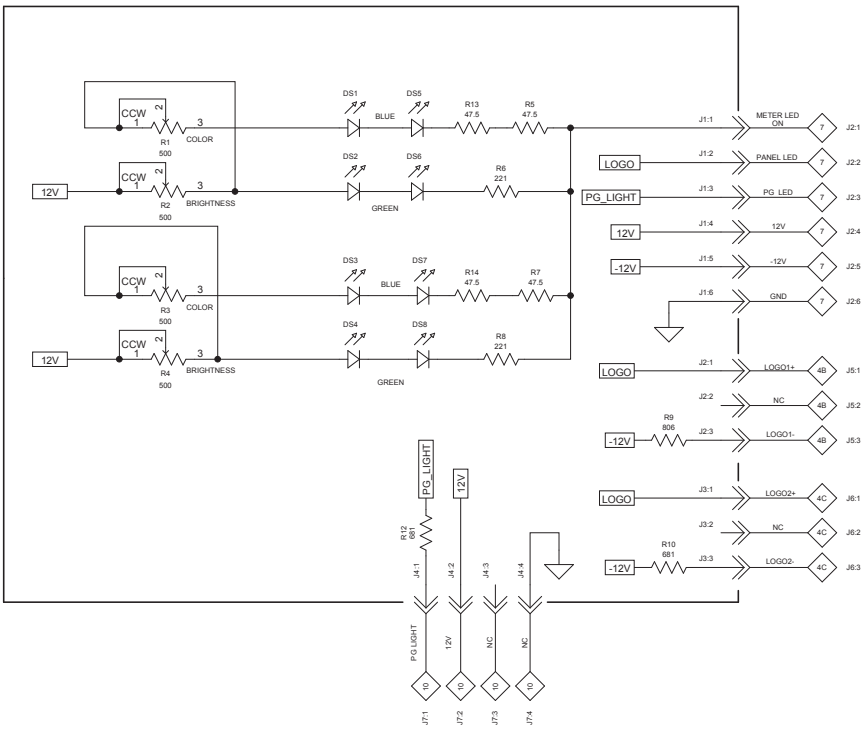 DS1
DS5
BLUE
R13
47.5
R5
47.5
CCW
1
2
3
COLOR
R1
500
J1:1
METER LED
ON
7
J2:1
12V
CCW
1
2
3
BRIGHTNESS
R2
500
DS2
DS6
GREEN
R6
221
LOGO
J1:2
PANEL LED
7
J2:2
PG_LIGHT
J1:3
PG LED
7
J2:3
12V
J1:4
12V
7
J2:4
-12V
J1:5
-12V
7
J2:5
J1:6
GND
7
J2:6
CCW
1
2
3
COLOR
R3
500
DS3
DS7
BLUE
R14
47.5
R7
47.5
12V
CCW
1
2
3
BRIGHTNESS
R4
500
DS4
DS8
GREEN
R8
221
LOGO
J2:1
LOGO1+
4B
J5:1
J2:2
NC
4B
J5:2
-12V
R9
806
J2:3
LOGO1-
4B
J5:3
LOGO
J3:1
LOGO2+
4C
J6:1
J3:2
NC
4C
J6:2
-12V
R10
681
J3:3
LOGO2-
4C
J6:3
PG_LIGHT
R12
681
J4:1
PG LIGHT
10
J7:1
12V
J4:2
12V
10
J7:2
J4:3
NC
10
J7:3
J4:4
NC
10
J7:4